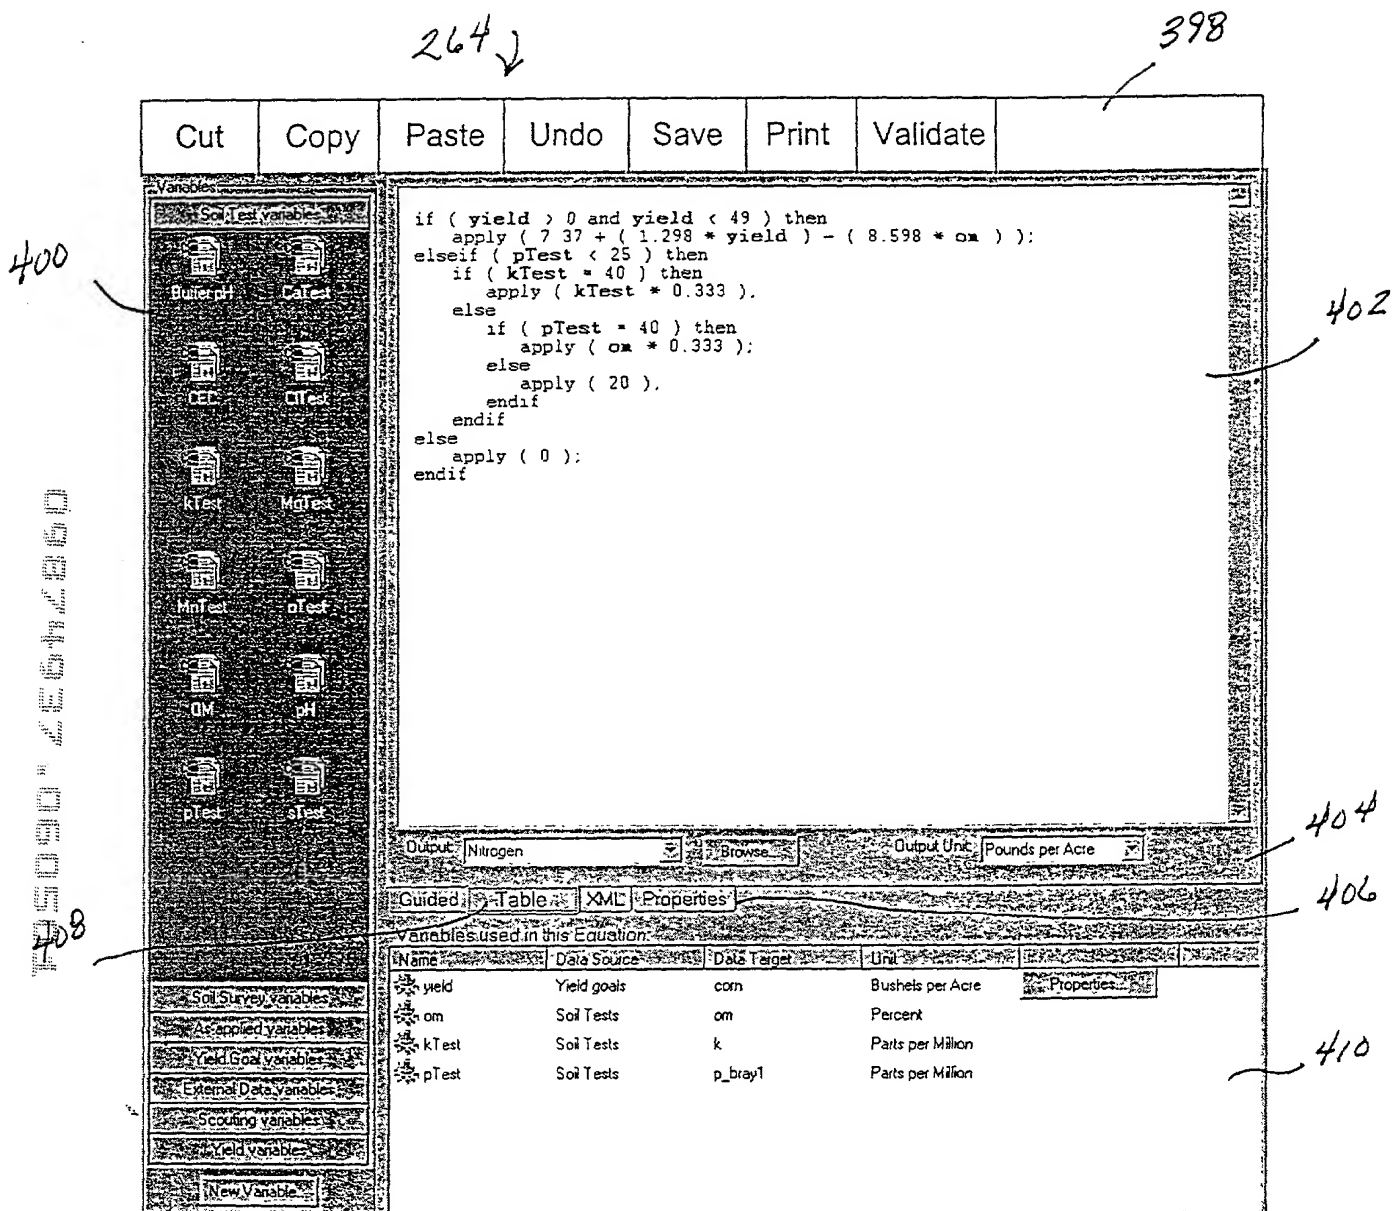 264
398
Cut Copy Paste Undo Save Print Validate
Variables
Soil Test variables
400
BufferpH CaTest
CEC ClTest
kTest MgTest
MnTest nTest
OM pH
pTest sTest
Soil Survey variables
As applied variables
Yield Goal variables
External Data variables
Scouting variables
Yield variables
New Variable...
if ( yield > 0 and yield < 49 ) then
apply ( 7 37 + ( 1.298 * yield ) - ( 8.598 * om ) );
elseif ( pTest < 25 ) then
if ( kTest = 40 ) then
apply ( kTest * 0.333 ),
else
if ( pTest = 40 ) then
apply ( om * 0.333 );
else
apply ( 20 ),
endif
endif
else
apply ( 0 );
endif
402
Output: Nitrogen Browse... Output Unit: Pounds per Acre
404
Guided Table XML Properties
406
408
Variables used in this Equation:
Name Data Source Data Target Unit
yield Yield goals corn Bushels per Acre Properties...
om Soil Tests om Percent
kTest Soil Tests k Parts per Million
pTest Soil Tests p_bray1 Parts per Million
410